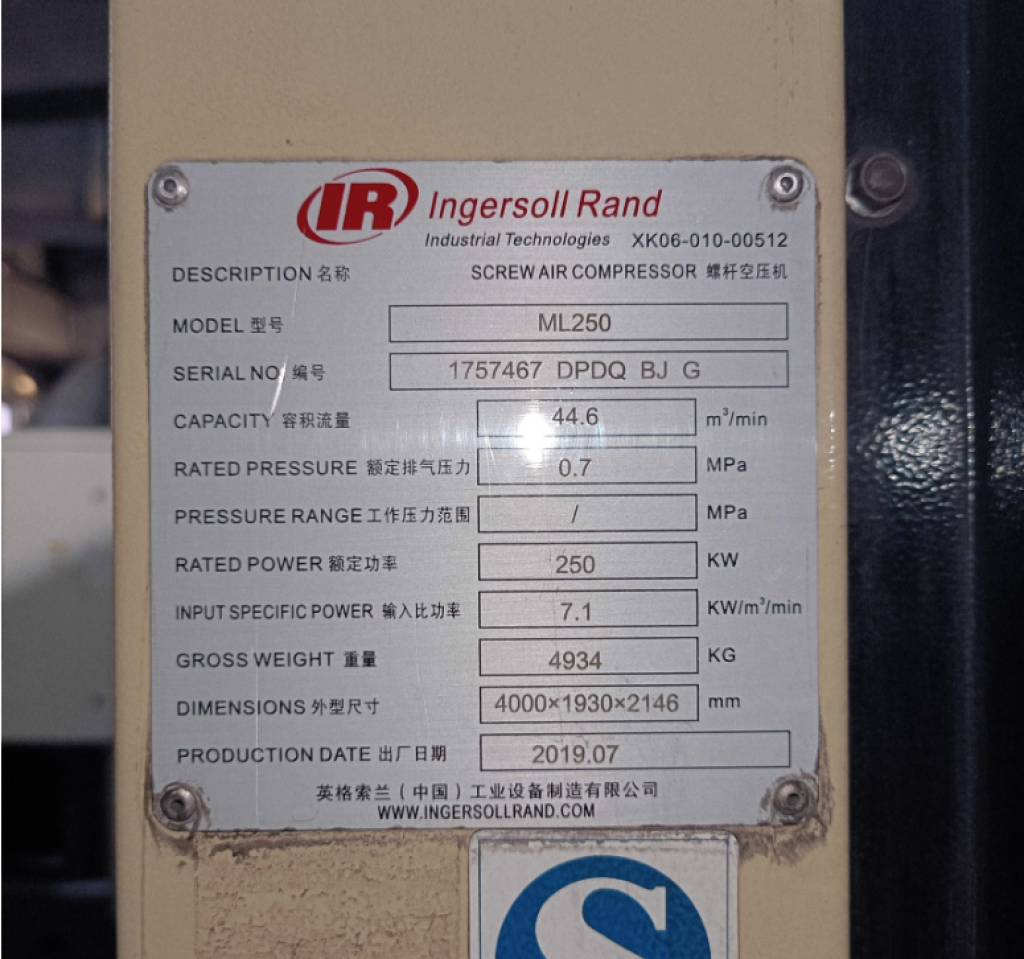 IR Ingersoll Rand
Industrial Technologies XK06-010-00512
DESCRIPTION 名称 SCREW AIR COMPRESSOR 螺杆空压机
MODEL 型号 ML250
SERIAL NO 编号 1757467 DPDQ BJ G
CAPACITY 容积流量 44.6 m³/min
RATED PRESSURE 额定排气压力 0.7 MPa
PRESSURE RANGE 工作压力范围 / MPa
RATED POWER 额定功率 250 KW
INPUT SPECIFIC POWER 输入比功率 7.1 KW/m³/min
GROSS WEIGHT 重量 4934 KG
DIMENSIONS 外型尺寸 4000×1930×2146 mm
PRODUCTION DATE 出厂日期 2019.07
英格索兰（中国）工业设备制造有限公司
WWW.INGERSOLLRAND.COM